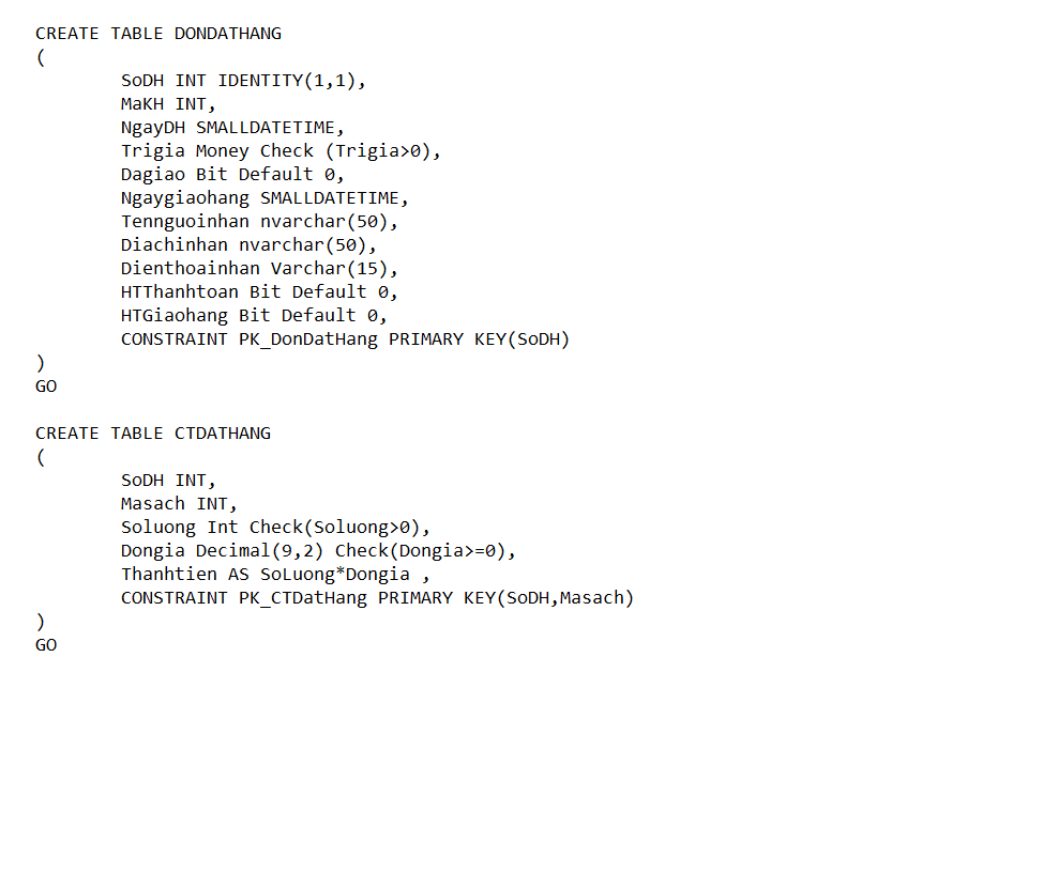 CREATE TABLE DONDATHANG
(
SoDH INT IDENTITY(1,1),
MaKH INT,
NgayDH SMALLDATETIME,
Trigia Money Check (Trigia>0),
Dagiao Bit Default 0,
Ngaygiaohang SMALLDATETIME,
Tennguoinhan nvarchar(50),
Diachinhan nvarchar(50),
Dienthoainhan Varchar(15),
HTThanhtoan Bit Default 0,
HTGiaohang Bit Default 0,
CONSTRAINT PK_DonDatHang PRIMARY KEY(SoDH)
)
GO
CREATE TABLE CTDATHANG
(
SoDH INT,
Masach INT,
Soluong Int Check(Soluong>0),
Dongia Decimal(9,2) Check(Dongia>=0),
Thanhtien AS SoLuong*Dongia ,
CONSTRAINT PK_CTDatHang PRIMARY KEY(SoDH,Masach)
)
GO